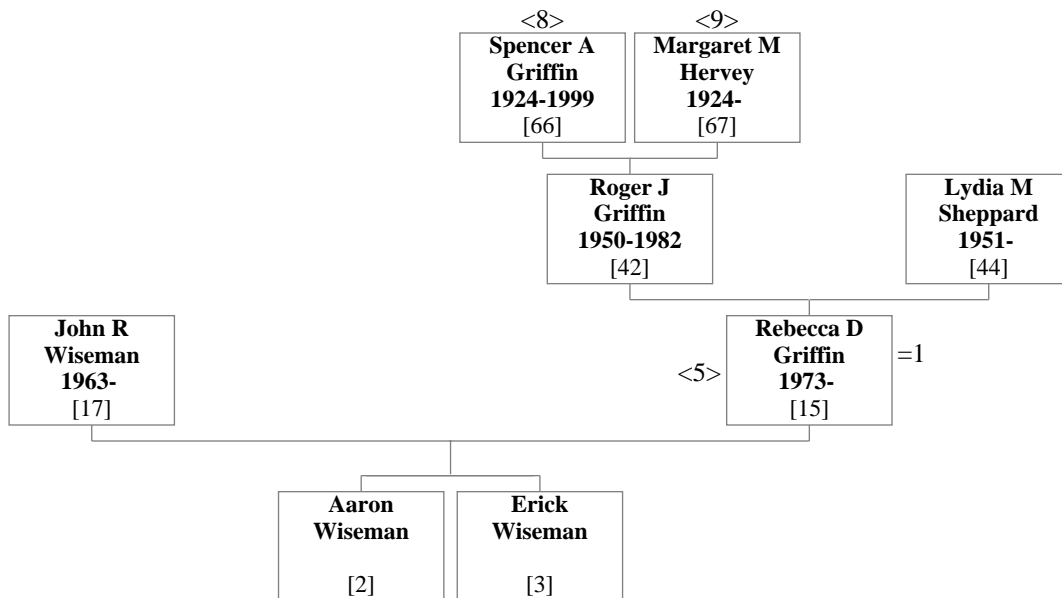 <8>
<9>
Spencer A
Griffin
1924-1999
[66]
Margaret M
Hervey
1924-
[67]
Roger J
Griffin
1950-1982
[42]
Lydia M
Sheppard
1951-
[44]
John R
Wiseman
1963-
[17]
<5>
Rebecca D
Griffin
1973-
[15]
=1
Aaron
Wiseman
[2]
Erick
Wiseman
[3]